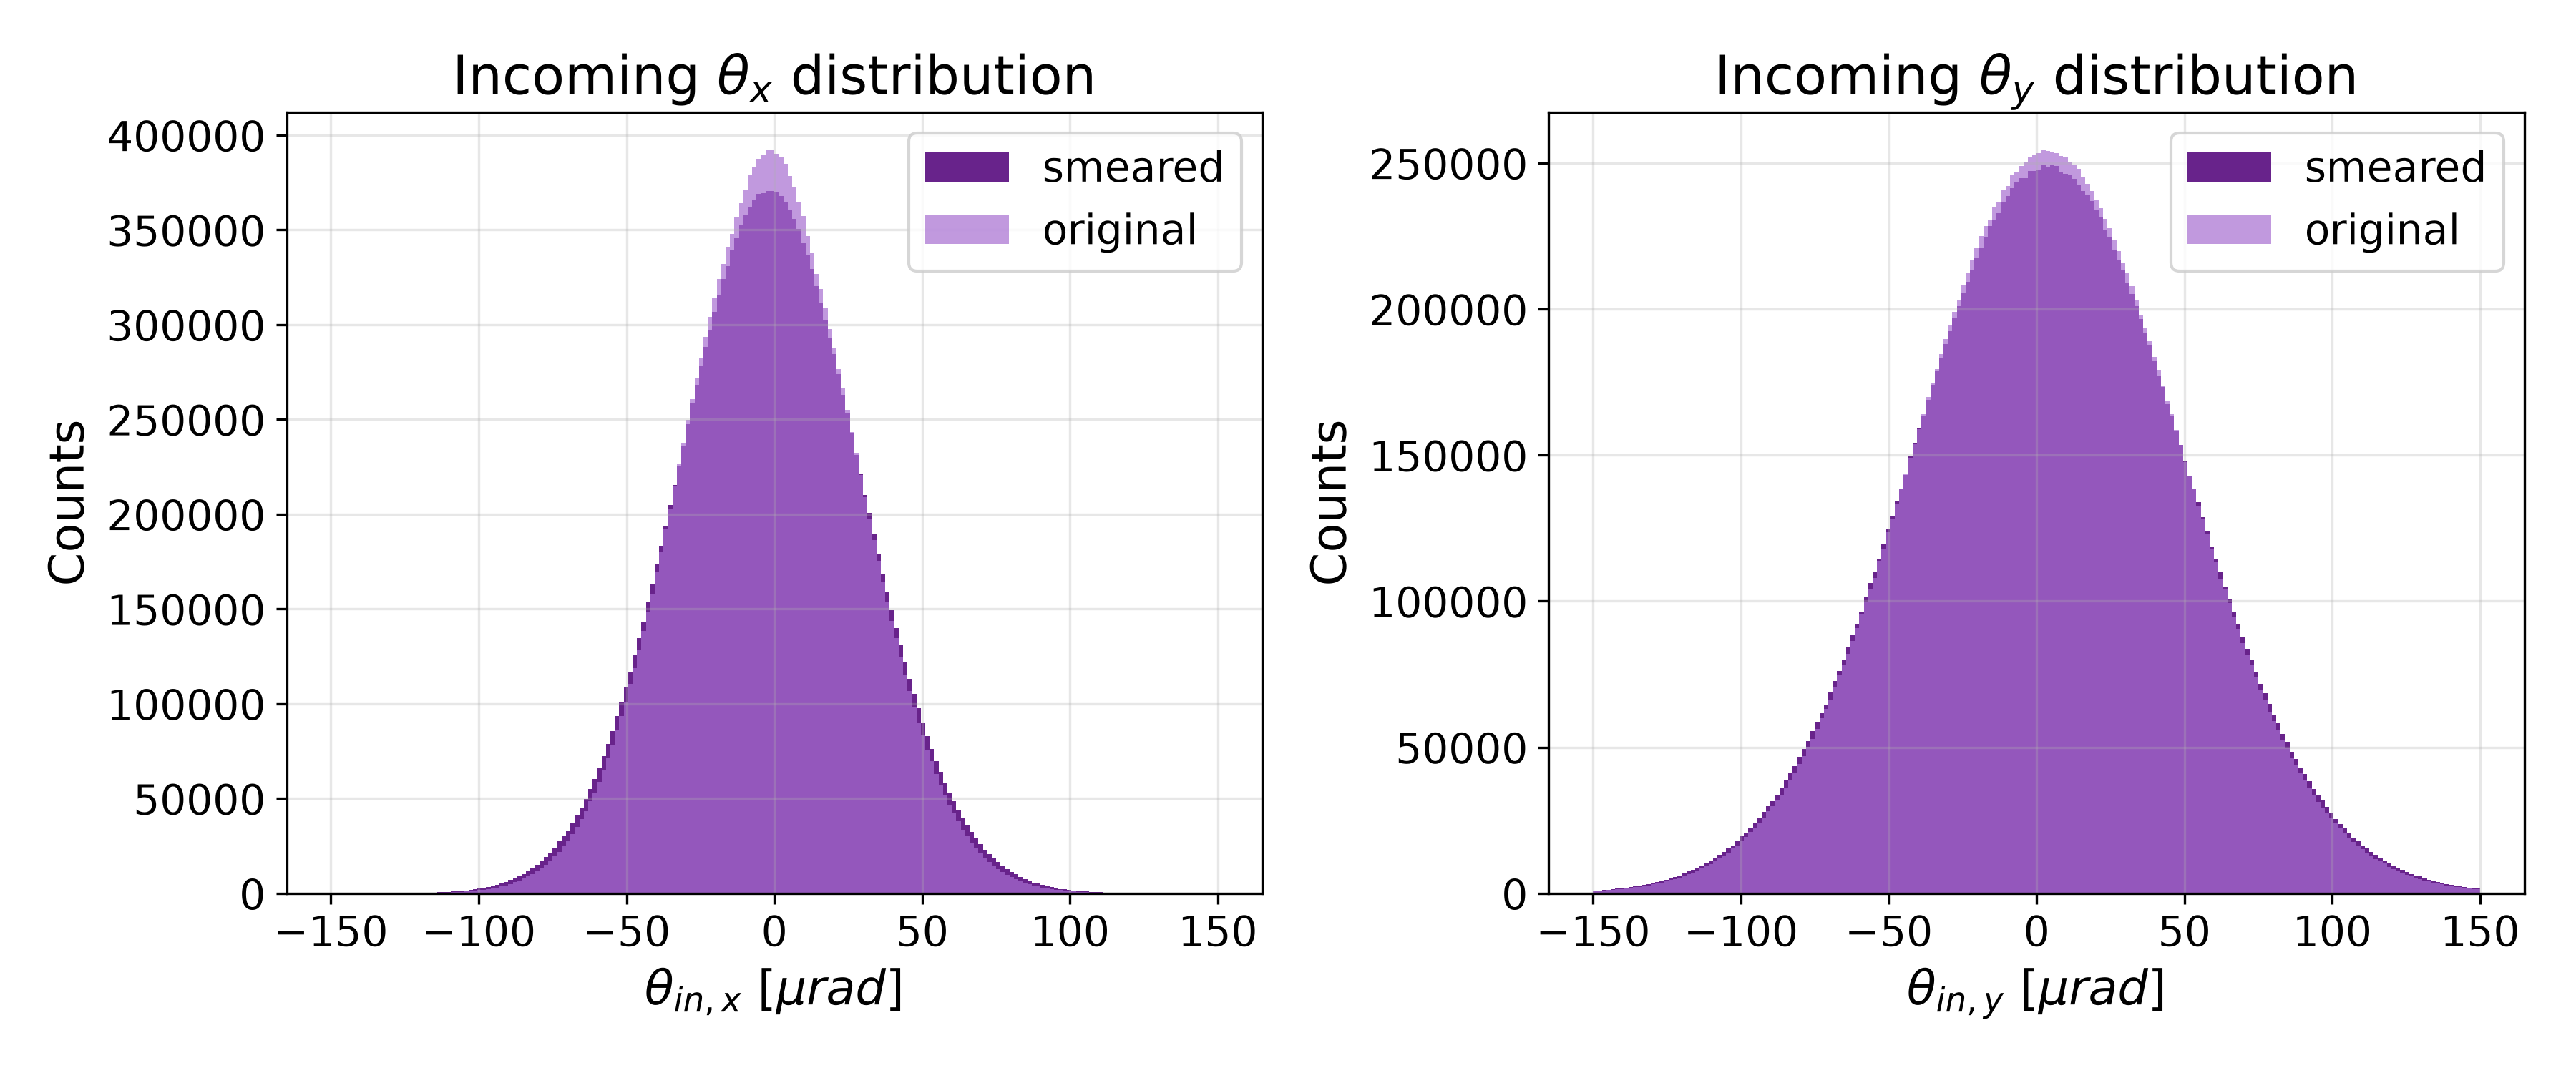 Incoming θx distribution
400000
350000
300000
250000
200000
150000
100000
50000
0
Counts
smeared
original
−150 −100 −50 0 50 100 150
θin, x [μrad]
Incoming θy distribution
250000
200000
150000
100000
50000
0
Counts
smeared
original
−150 −100 −50 0 50 100 150
θin, y [μrad]